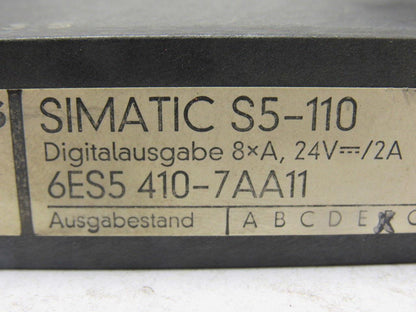 S SIMATIC S5-110
Digitalausgabe 8×A, 24V⎓/2A
6ES5 410-7AA11
Ausgabestand A B C D E